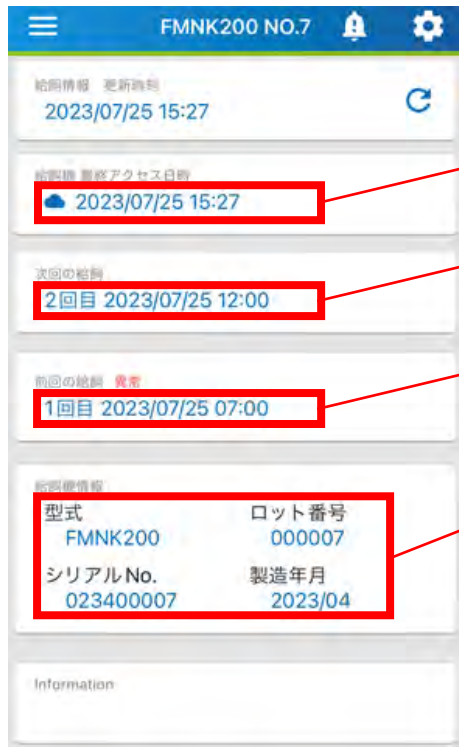 FMNK200 NO.7
給餌情報 更新時刻
2023/07/25 15:27
給餌機 最終アクセス日時
2023/07/25 15:27
次回の給餌
2回目 2023/07/25 12:00
前回の給餌 異常
1回目 2023/07/25 07:00
給餌機情報
型式 ロット番号
FMNK200 000007
シリアルNo. 製造年月
023400007 2023/04
Information